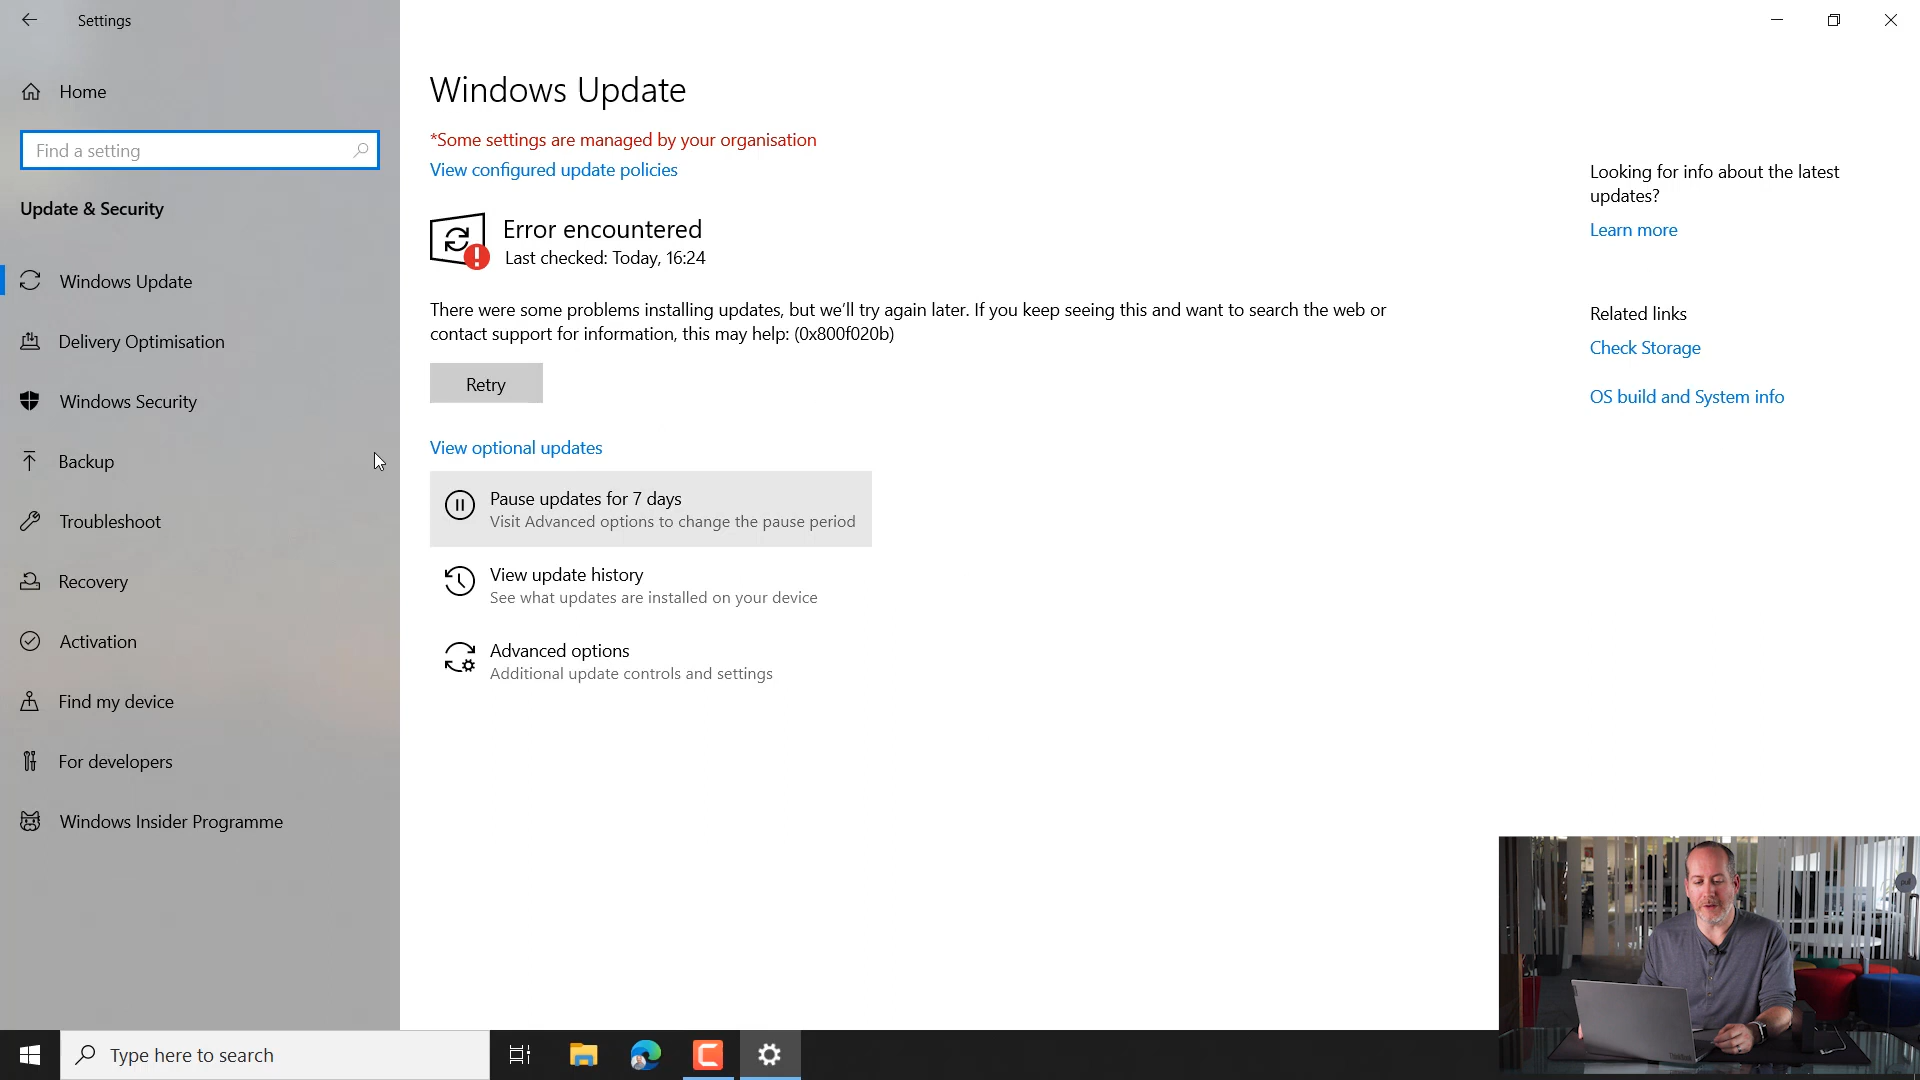 Settings
Home
Find a setting
Update & Security
Windows Update
Delivery Optimisation
Windows Security
Backup
Troubleshoot
Recovery
Activation
Find my device
For developers
Windows Insider Programme
Windows Update
*Some settings are managed by your organisation
View configured update policies
Error encountered
Last checked: Today, 16:24
There were some problems installing updates, but we'll try again later. If you keep seeing this and want to search the web or
contact support for information, this may help: (0x800f020b)
Retry
View optional updates
Pause updates for 7 days
Visit Advanced options to change the pause period
View update history
See what updates are installed on your device
Advanced options
Additional update controls and settings
Looking for info about the latest
updates?
Learn more
Related links
Check Storage
OS build and System info
Type here to search